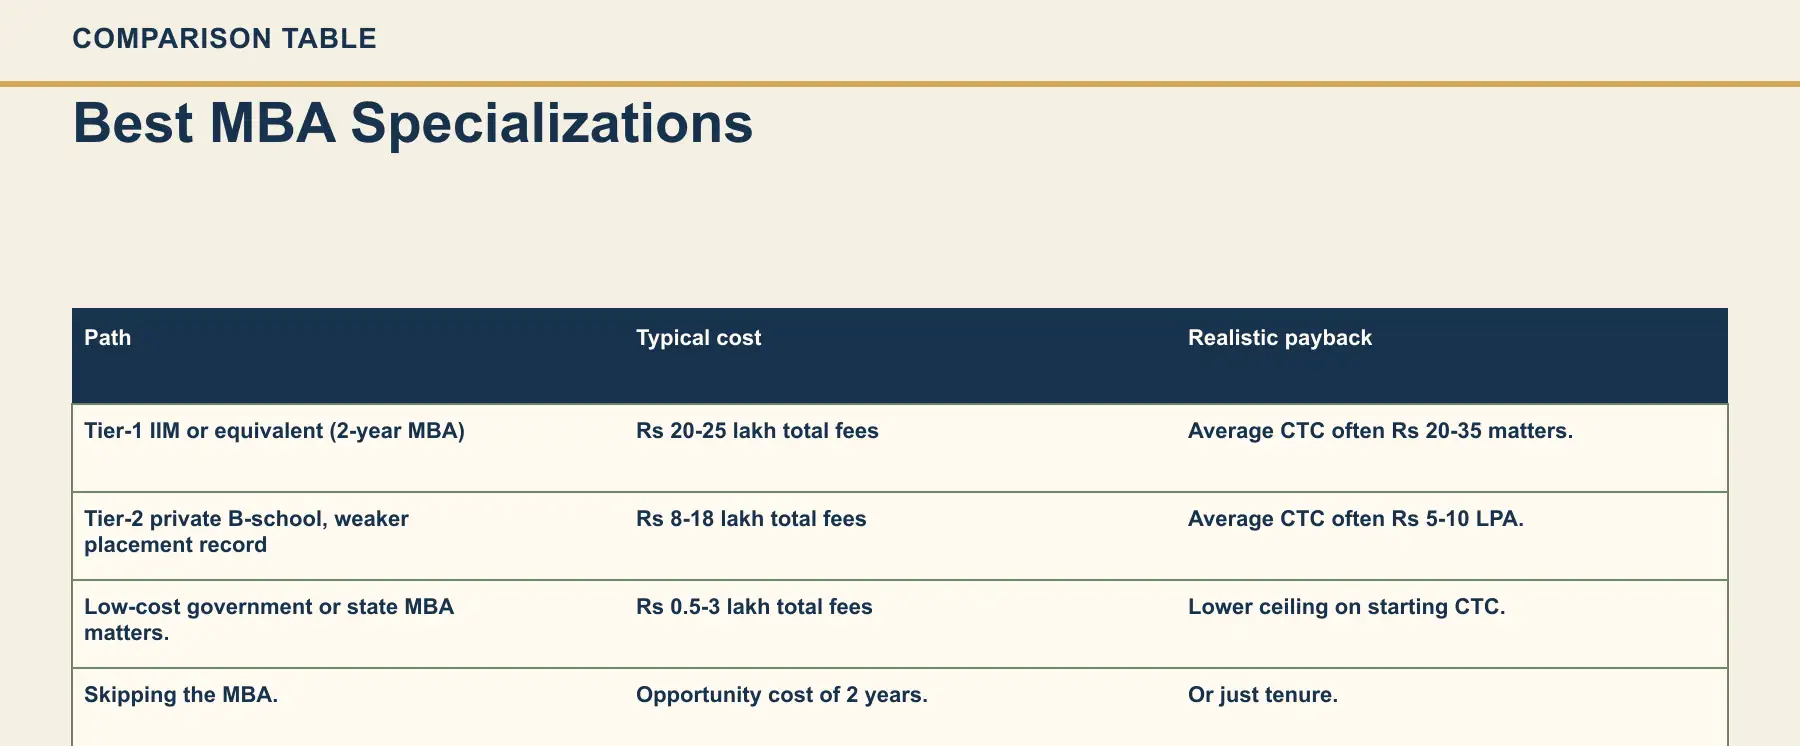 COMPARISON TABLE
Best MBA Specializations
Path
Typical cost
Realistic payback
Tier-1 IIM or equivalent (2-year MBA)
Rs 20-25 lakh total fees
Average CTC often Rs 20-35 matters.
Tier-2 private B-school, weaker
placement record
Rs 8-18 lakh total fees
Average CTC often Rs 5-10 LPA.
Low-cost government or state MBA
matters.
Rs 0.5-3 lakh total fees
Lower ceiling on starting CTC.
Skipping the MBA.
Opportunity cost of 2 years.
Or just tenure.